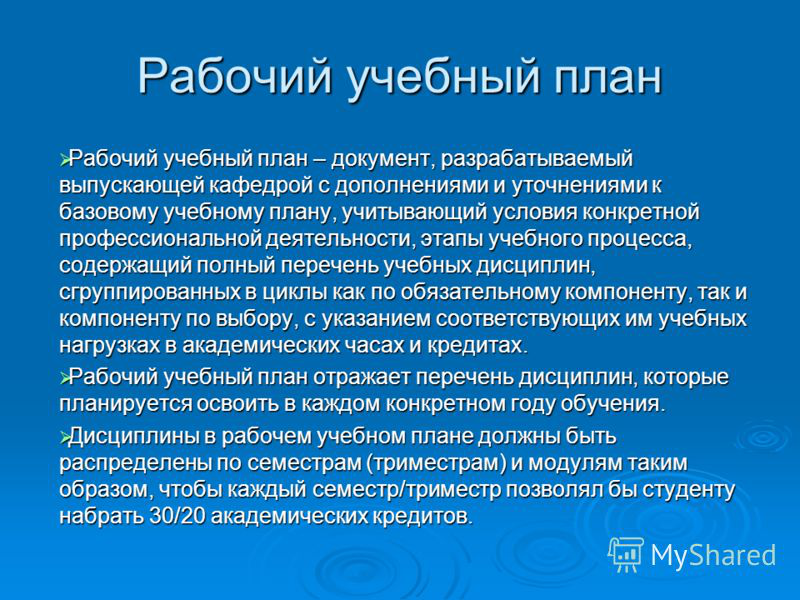 Рабочий учебный план
Рабочий учебный план – документ, разрабатываемый
выпускающей кафедрой с дополнениями и уточнениями к
базовому учебному плану, учитывающий условия конкретной
профессиональной деятельности, этапы учебного процесса,
содержащий полный перечень учебных дисциплин,
сгруппированных в циклы как по обязательному компоненту, так и
компоненту по выбору, с указанием соответствующих им учебных
нагрузках в академических часах и кредитах.
Рабочий учебный план отражает перечень дисциплин, которые
планируется освоить в каждом конкретном году обучения.
Дисциплины в рабочем учебном плане должны быть
распределены по семестрам (триместрам) и модулям таким
образом, чтобы каждый семестр/триместр позволял бы студенту
набрать 30/20 академических кредитов.
MyShared